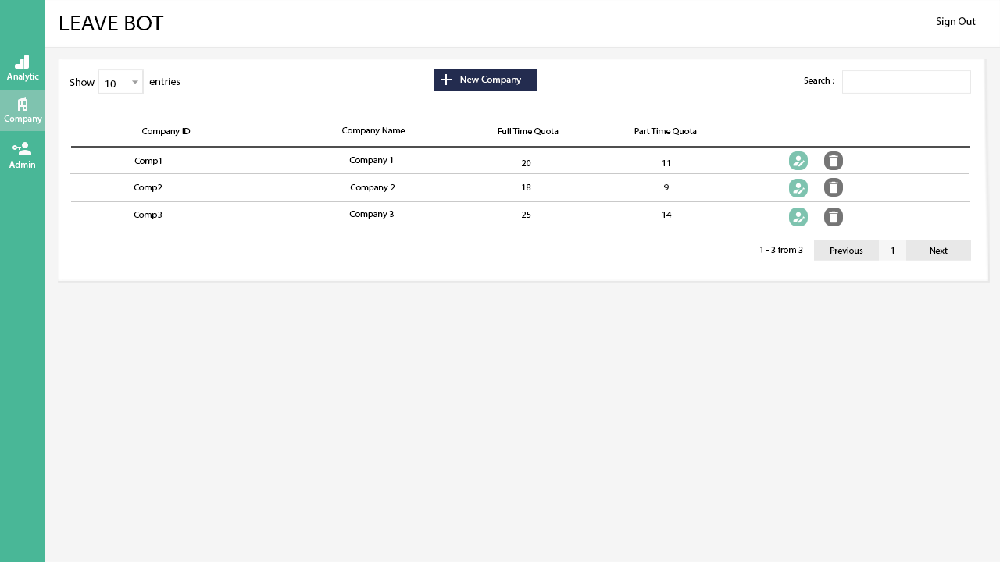 LEAVE BOT
Sign Out
Analytic
Company
Admin
Show 10 entries
New Company
Search :
Company ID Company Name Full Time Quota Part Time Quota
Comp1 Company 1 20 11
Comp2 Company 2 18 9
Comp3 Company 3 25 14
1 - 3 from 3 Previous 1 Next